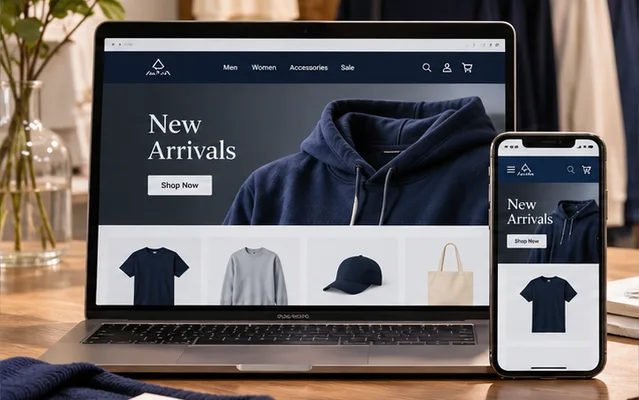 Men Women Accessories Sale
New
Arrivals
Shop Now
New
Arrivals
Shop Now